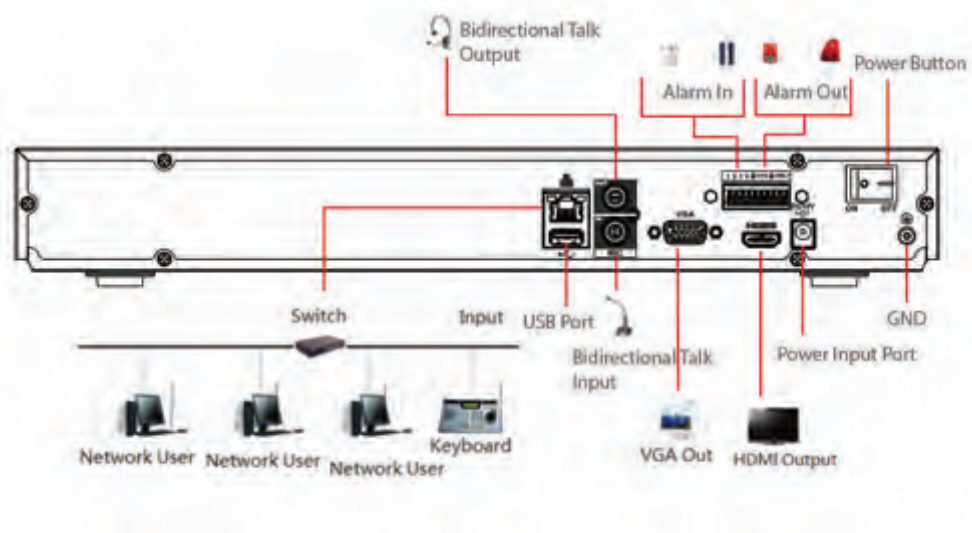 Bidirectional Talk
Output
Alarm In
Alarm Out
Power Button
VGA
HDMI
ON
OFF
Switch
Input
USB Port
Bidirectional Talk
Input
GND
Power Input Port
Network User
Network User
Network User
Keyboard
VGA Out
HDMI Output